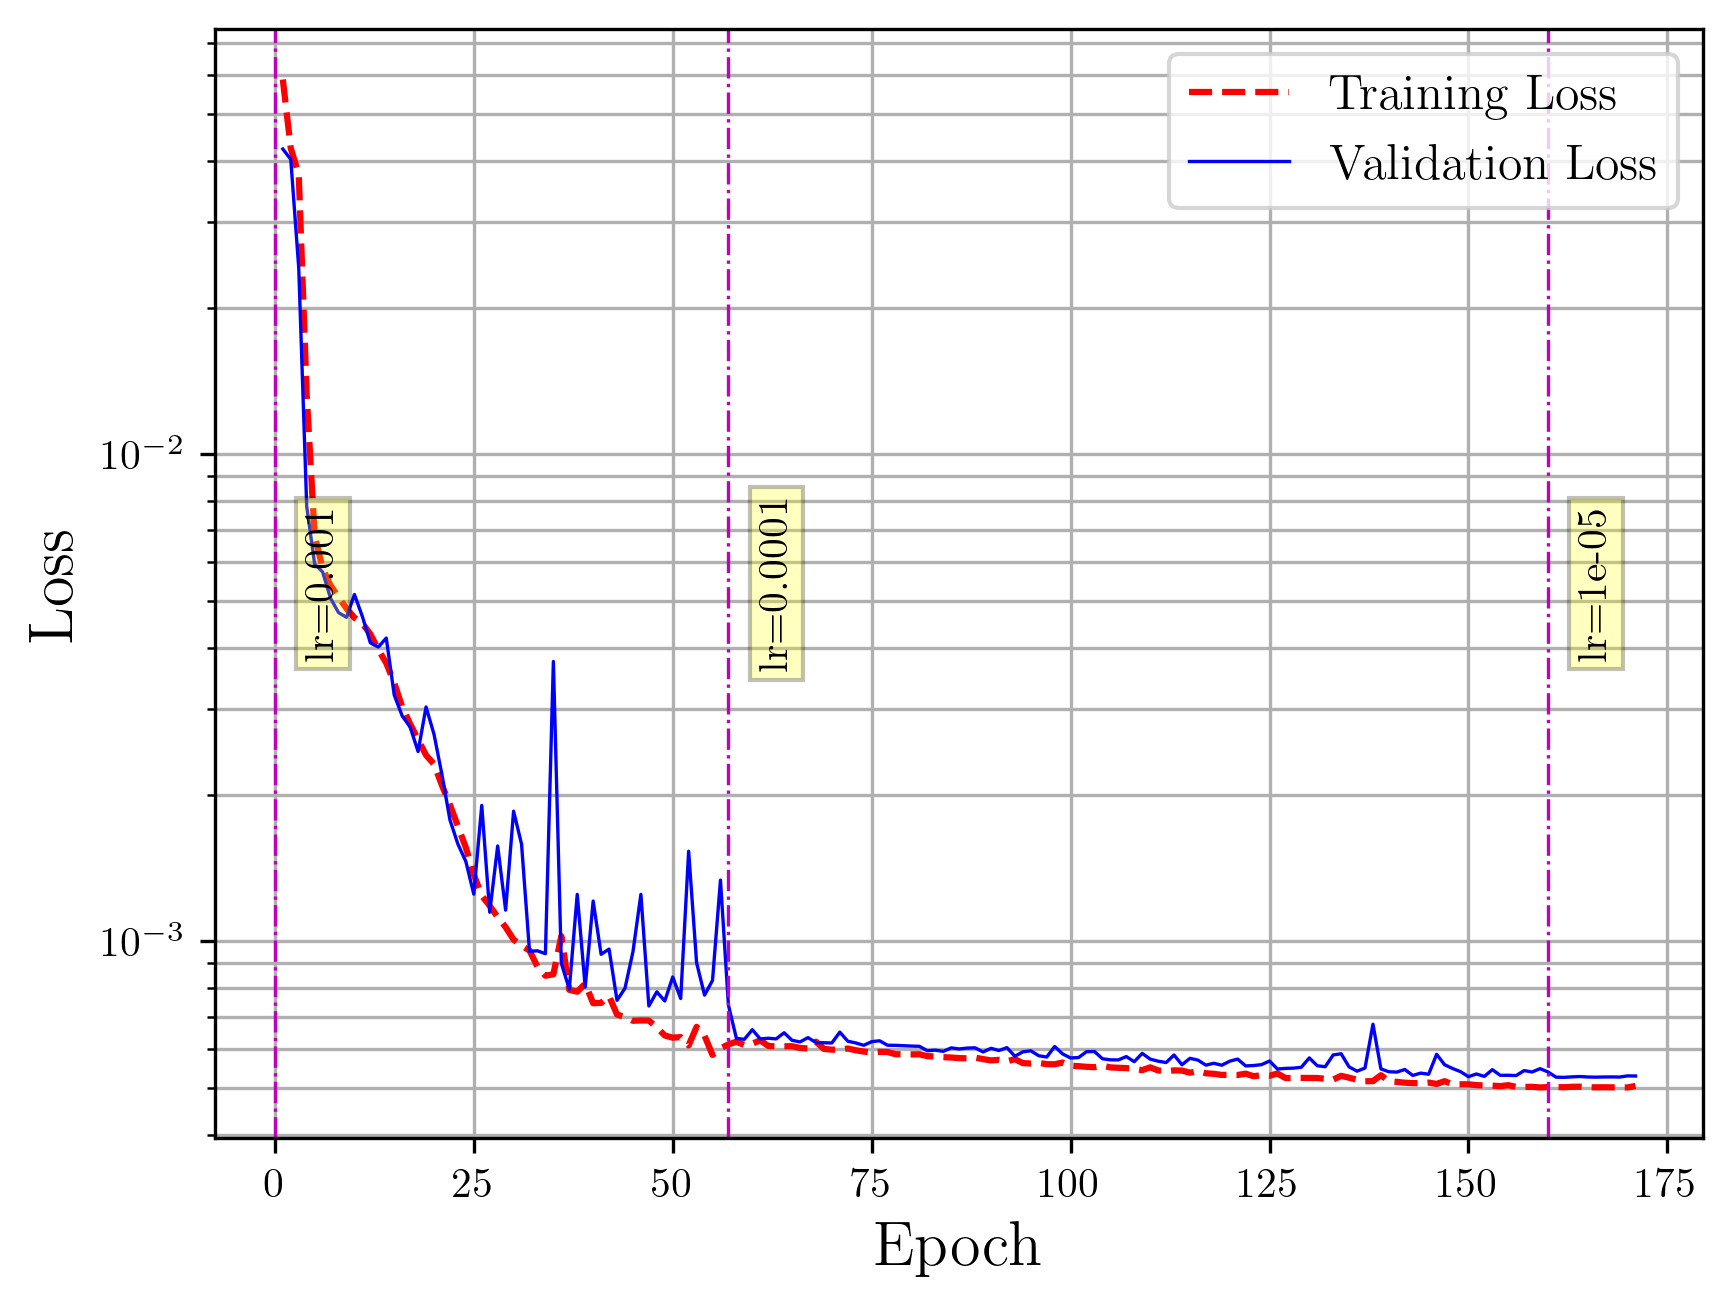 Training Loss
Validation Loss
10⁻²
10⁻³
Loss
lr=0.001
lr=0.0001
lr=1e-05
0 25 50 75 100 125 150 175
Epoch